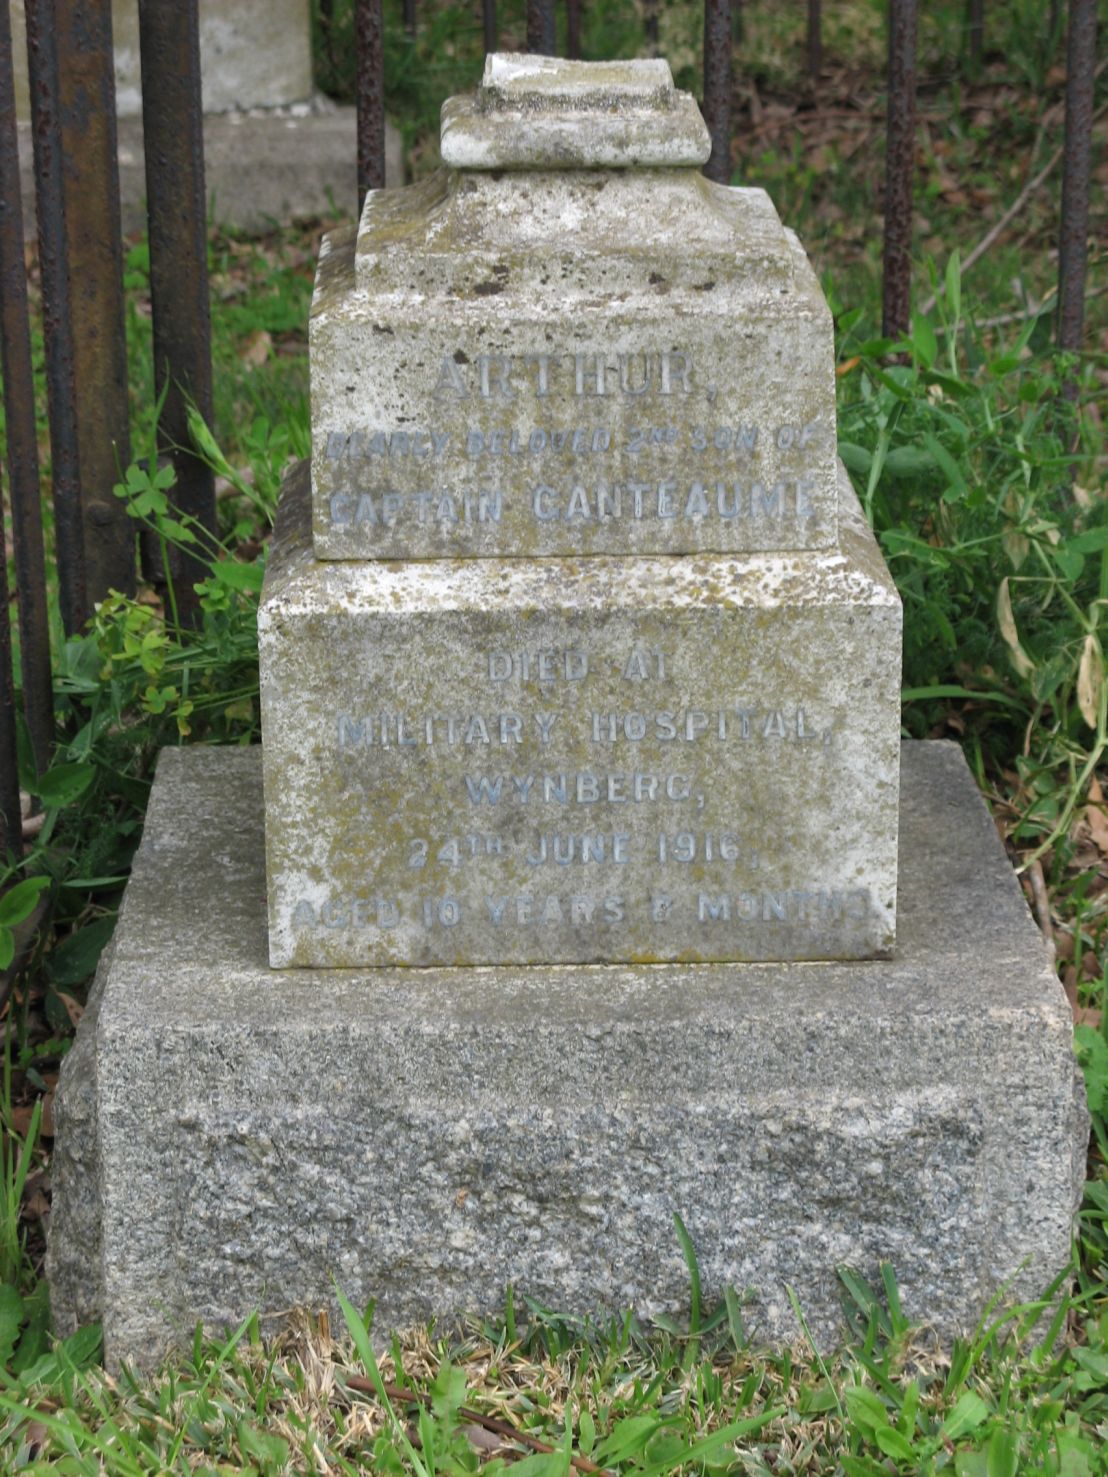 ARTHUR,
DEARLY BELOVED 2ND SON OF
CAPTAIN CANTEAUME
DIED AT
MILITARY HOSPITAL,
WYNBERG,
24TH JUNE 1916,
AGED 10 YEARS & MONTHS